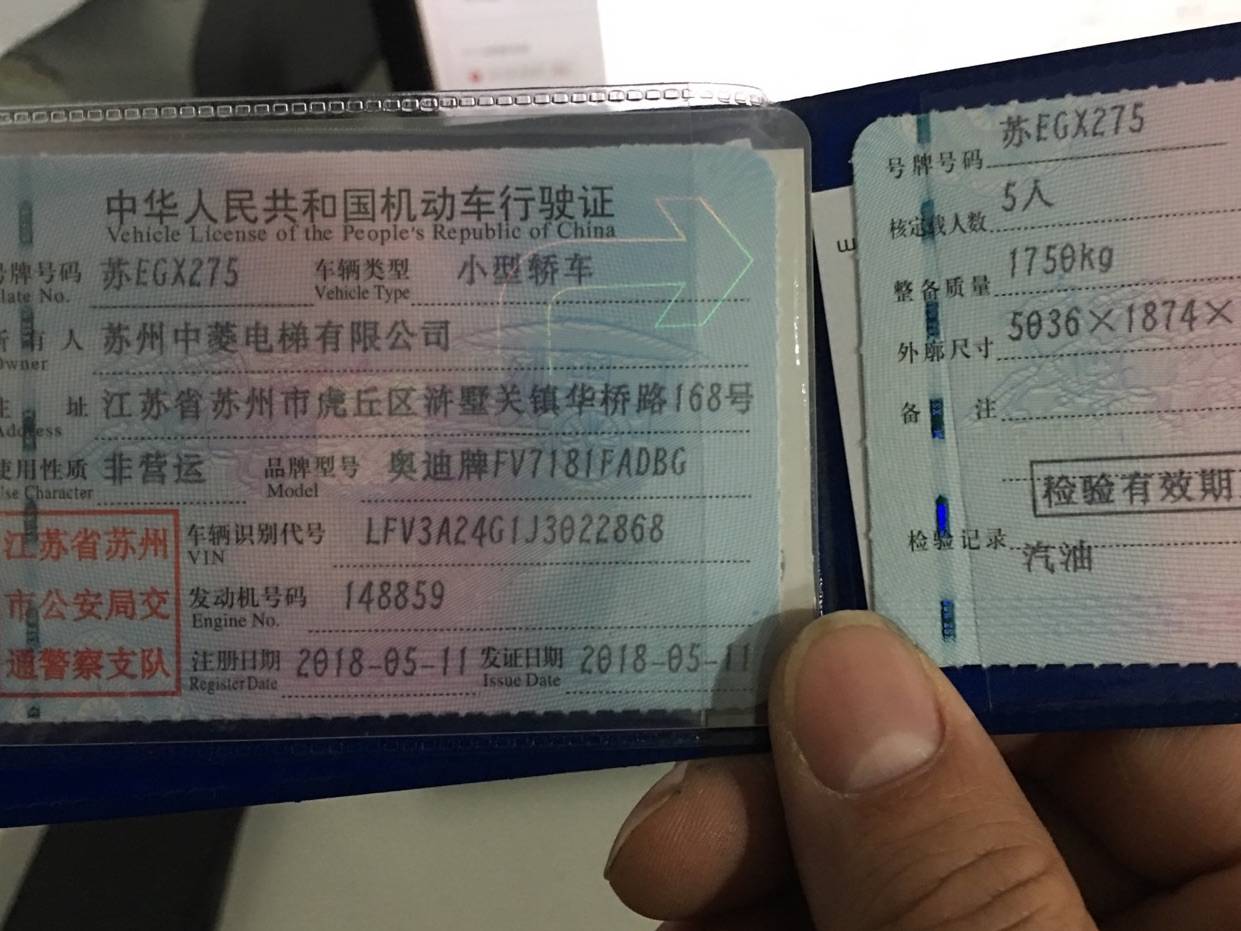 中华人民共和国机动车行驶证
Vehicle License of the People's Republic of China
号牌号码 苏EGX275 车辆类型 小型轿车
late No. Vehicle Type
所有人 苏州中菱电梯有限公司
Owner
住 址 江苏省苏州市虎丘区浒墅关镇华桥路168号
Address
使用性质 非营运 品牌型号 奥迪牌FV7181FADBG
Use Character Model
江苏省苏州
市公安局交
通警察支队
车辆识别代号 LFV3A24G1J3022868
VIN
发动机号码 148859
Engine No.
注册日期 2018-05-11 发证日期 2018-05-11
Register Date Issue Date
号牌号码 苏EGX275
核定载人数 5人
整备质量 1750kg
外廓尺寸 5036×1874×
备 注
检验有效期
检验记录
汽油